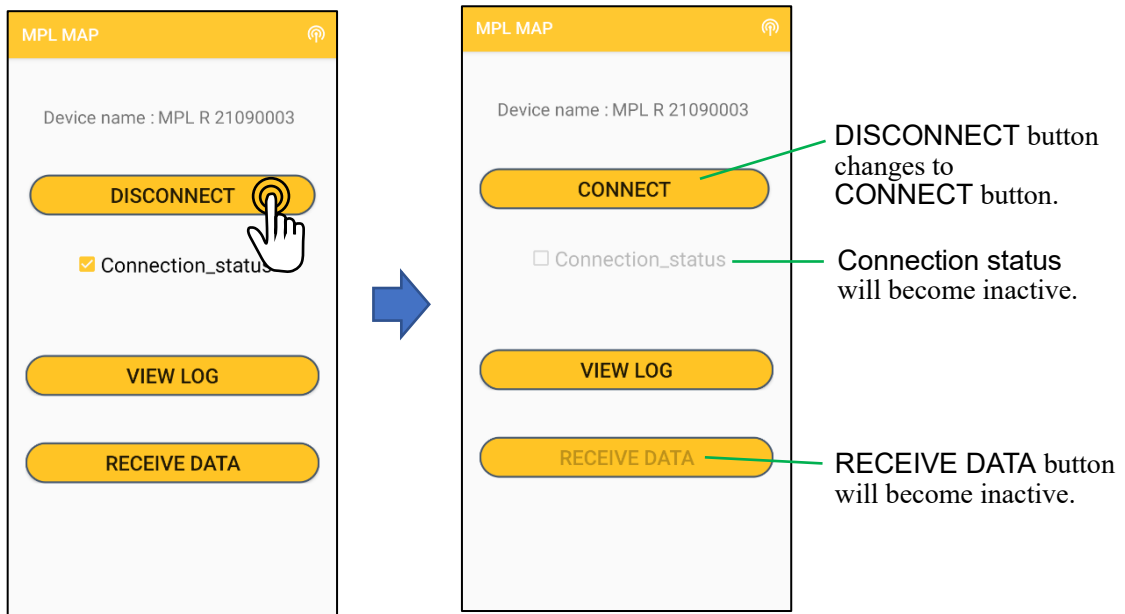 MPL MAP
Device name : MPL R 21090003
DISCONNECT
Connection_status
VIEW LOG
RECEIVE DATA
MPL MAP
Device name : MPL R 21090003
CONNECT
Connection_status
VIEW LOG
RECEIVE DATA
DISCONNECT button
changes to
CONNECT button.
Connection status
will become inactive.
RECEIVE DATA button
will become inactive.